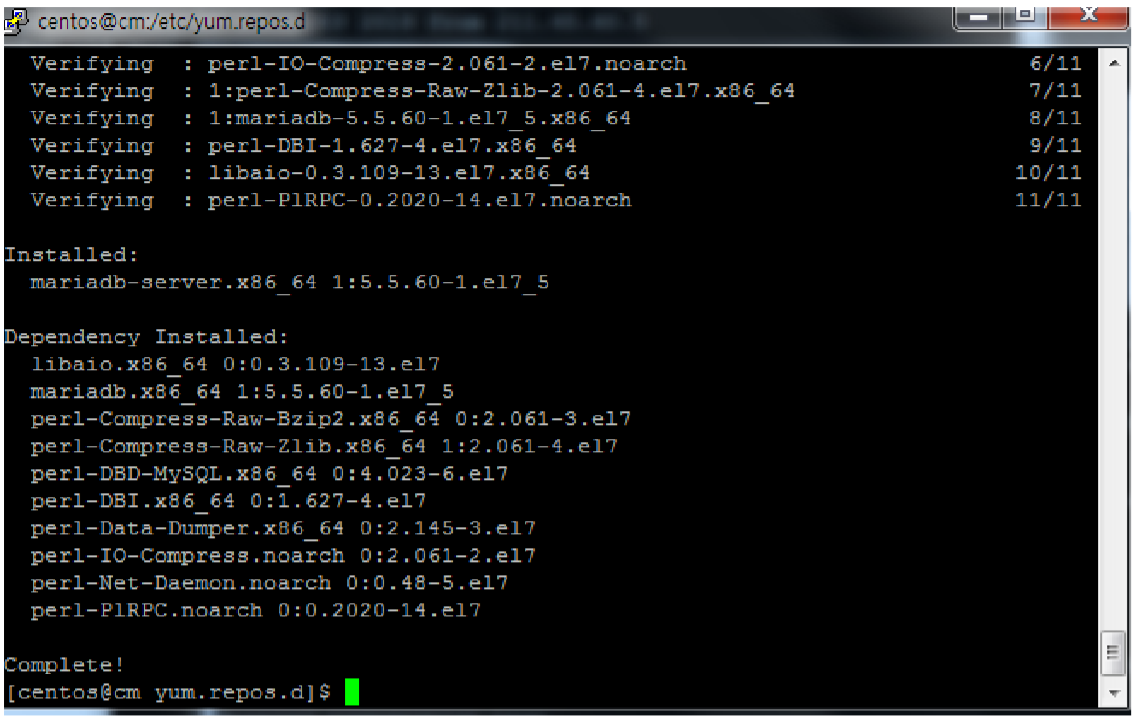 centos@cm:/etc/yum.repos.d
Verifying : perl-IO-Compress-2.061-2.el7.noarch 6/11
Verifying : 1:perl-Compress-Raw-Zlib-2.061-4.el7.x86_64 7/11
Verifying : 1:mariadb-5.5.60-1.el7_5.x86_64 8/11
Verifying : perl-DBI-1.627-4.el7.x86_64 9/11
Verifying : libaio-0.3.109-13.el7.x86_64 10/11
Verifying : perl-PlRPC-0.2020-14.el7.noarch 11/11
Installed:
mariadb-server.x86_64 1:5.5.60-1.el7_5
Dependency Installed:
libaio.x86_64 0:0.3.109-13.el7
mariadb.x86_64 1:5.5.60-1.el7_5
perl-Compress-Raw-Bzip2.x86_64 0:2.061-3.el7
perl-Compress-Raw-Zlib.x86_64 1:2.061-4.el7
perl-DBD-MySQL.x86_64 0:4.023-6.el7
perl-DBI.x86_64 0:1.627-4.el7
perl-Data-Dumper.x86_64 0:2.145-3.el7
perl-IO-Compress.noarch 0:2.061-2.el7
perl-Net-Daemon.noarch 0:0.48-5.el7
perl-PlRPC.noarch 0:0.2020-14.el7
Complete!
[centos@cm yum.repos.d]$